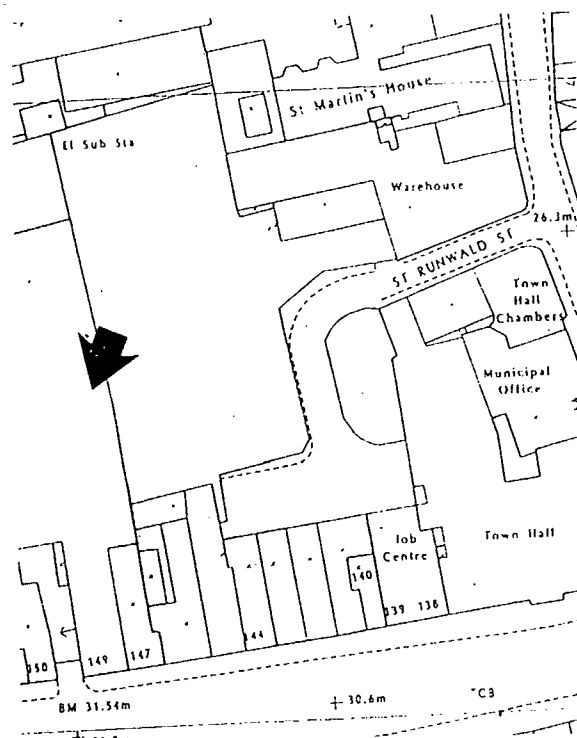 St Martin's House
El Sub Sta
Warehouse
26.3m
ST RUNWALD ST
Town
Hall
Chambers
Municipal
Office
Job
Centre
Town Hall
140
139 138
144
147
149
150
BM 31.54m
30.6m
TCB